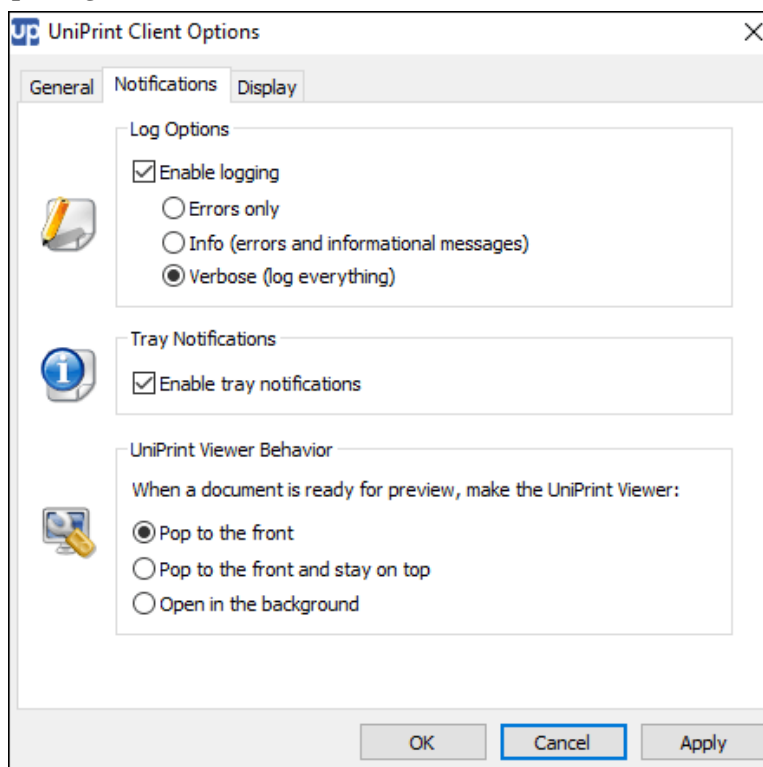 up UniPrint Client Options
General Notifications Display
Log Options
Enable logging
Errors only
Info (errors and informational messages)
Verbose (log everything)
Tray Notifications
Enable tray notifications
UniPrint Viewer Behavior
When a document is ready for preview, make the UniPrint Viewer:
Pop to the front
Pop to the front and stay on top
Open in the background
OK Cancel Apply